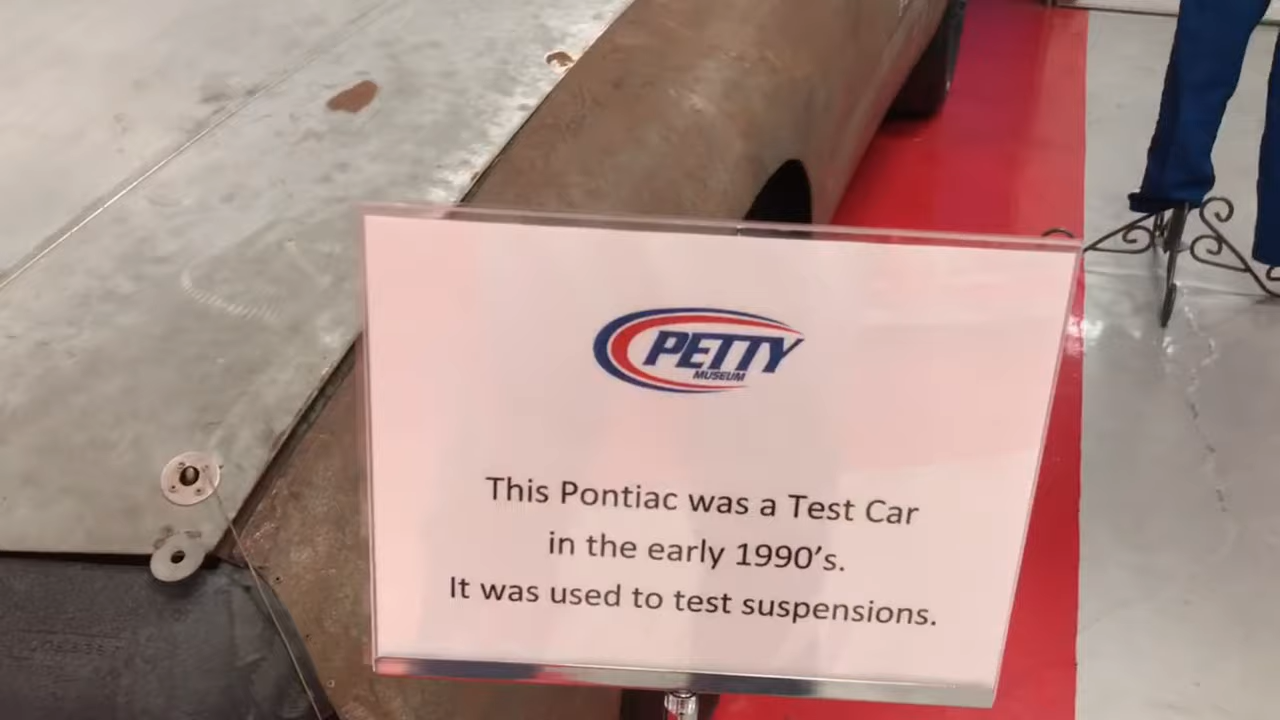 PETTY
MUSEUM
This Pontiac was a Test Car
in the early 1990's.
It was used to test suspensions.